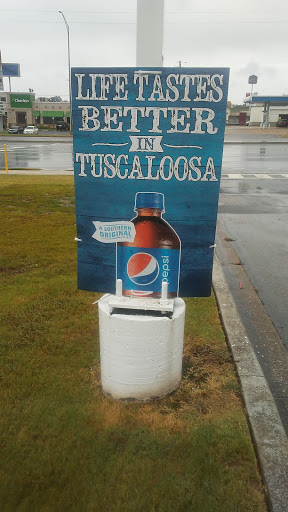 LIFE TASTES
BETTER
IN
TUSCALOOSA
A SOUTHERN
ORIGINAL
pepsi